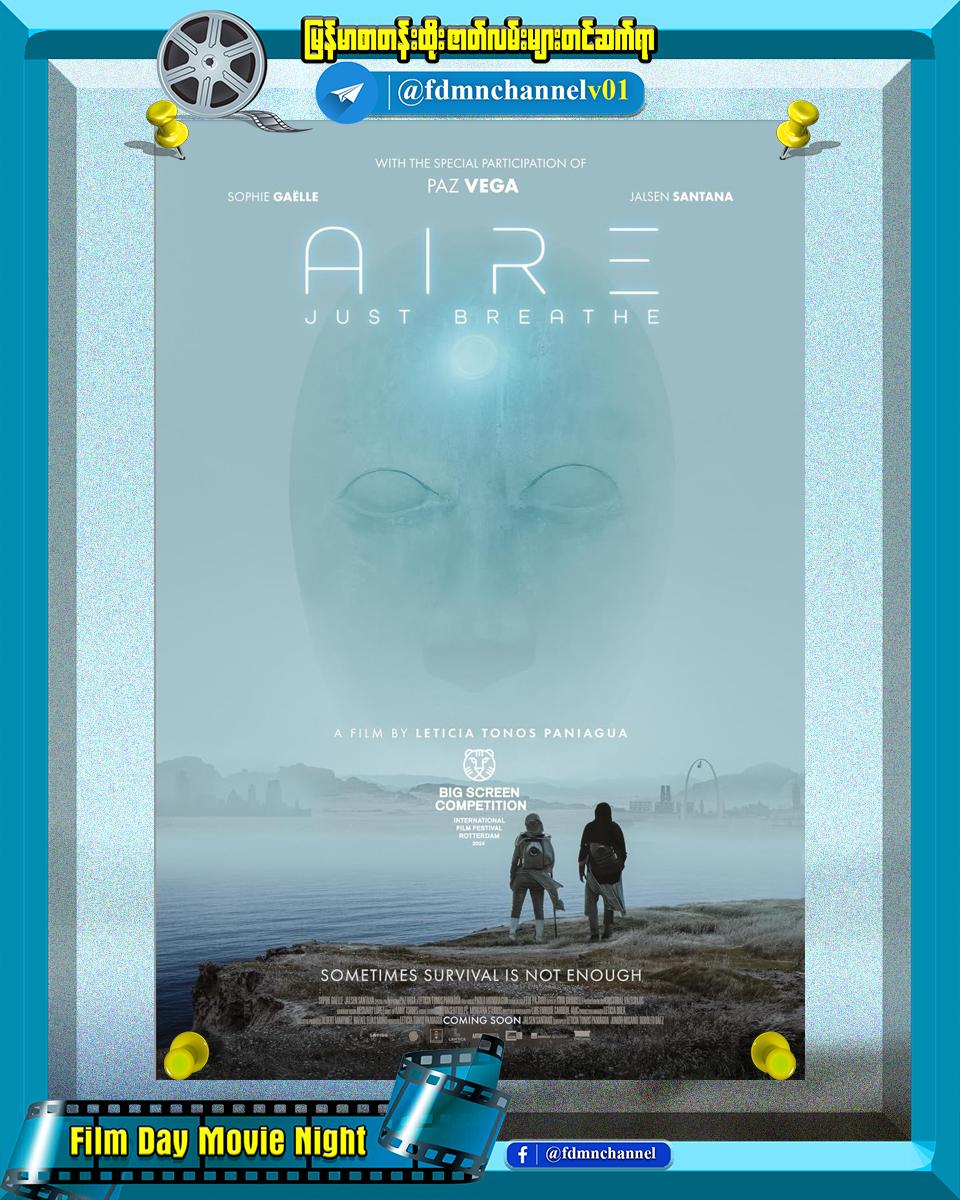 မြန်မာစာတန်းထိုးဇာတ်လမ်းများတင်ဆက်ရာ
@fdmnchannelv01
WITH THE SPECIAL PARTICIPATION OF
PAZ VEGA
SOPHIE GAËLLE
JALSEN SANTANA
AIRE
JUST BREATHE
A FILM BY LETICIA TONOS PANIAGUA
BIG SCREEN
COMPETITION
INTERNATIONAL
FILM FESTIVAL
ROTTERDAM
2024
SOMETIMES SURVIVAL IS NOT ENOUGH
COMING SOON
Film Day Movie Night
@fdmnchannel